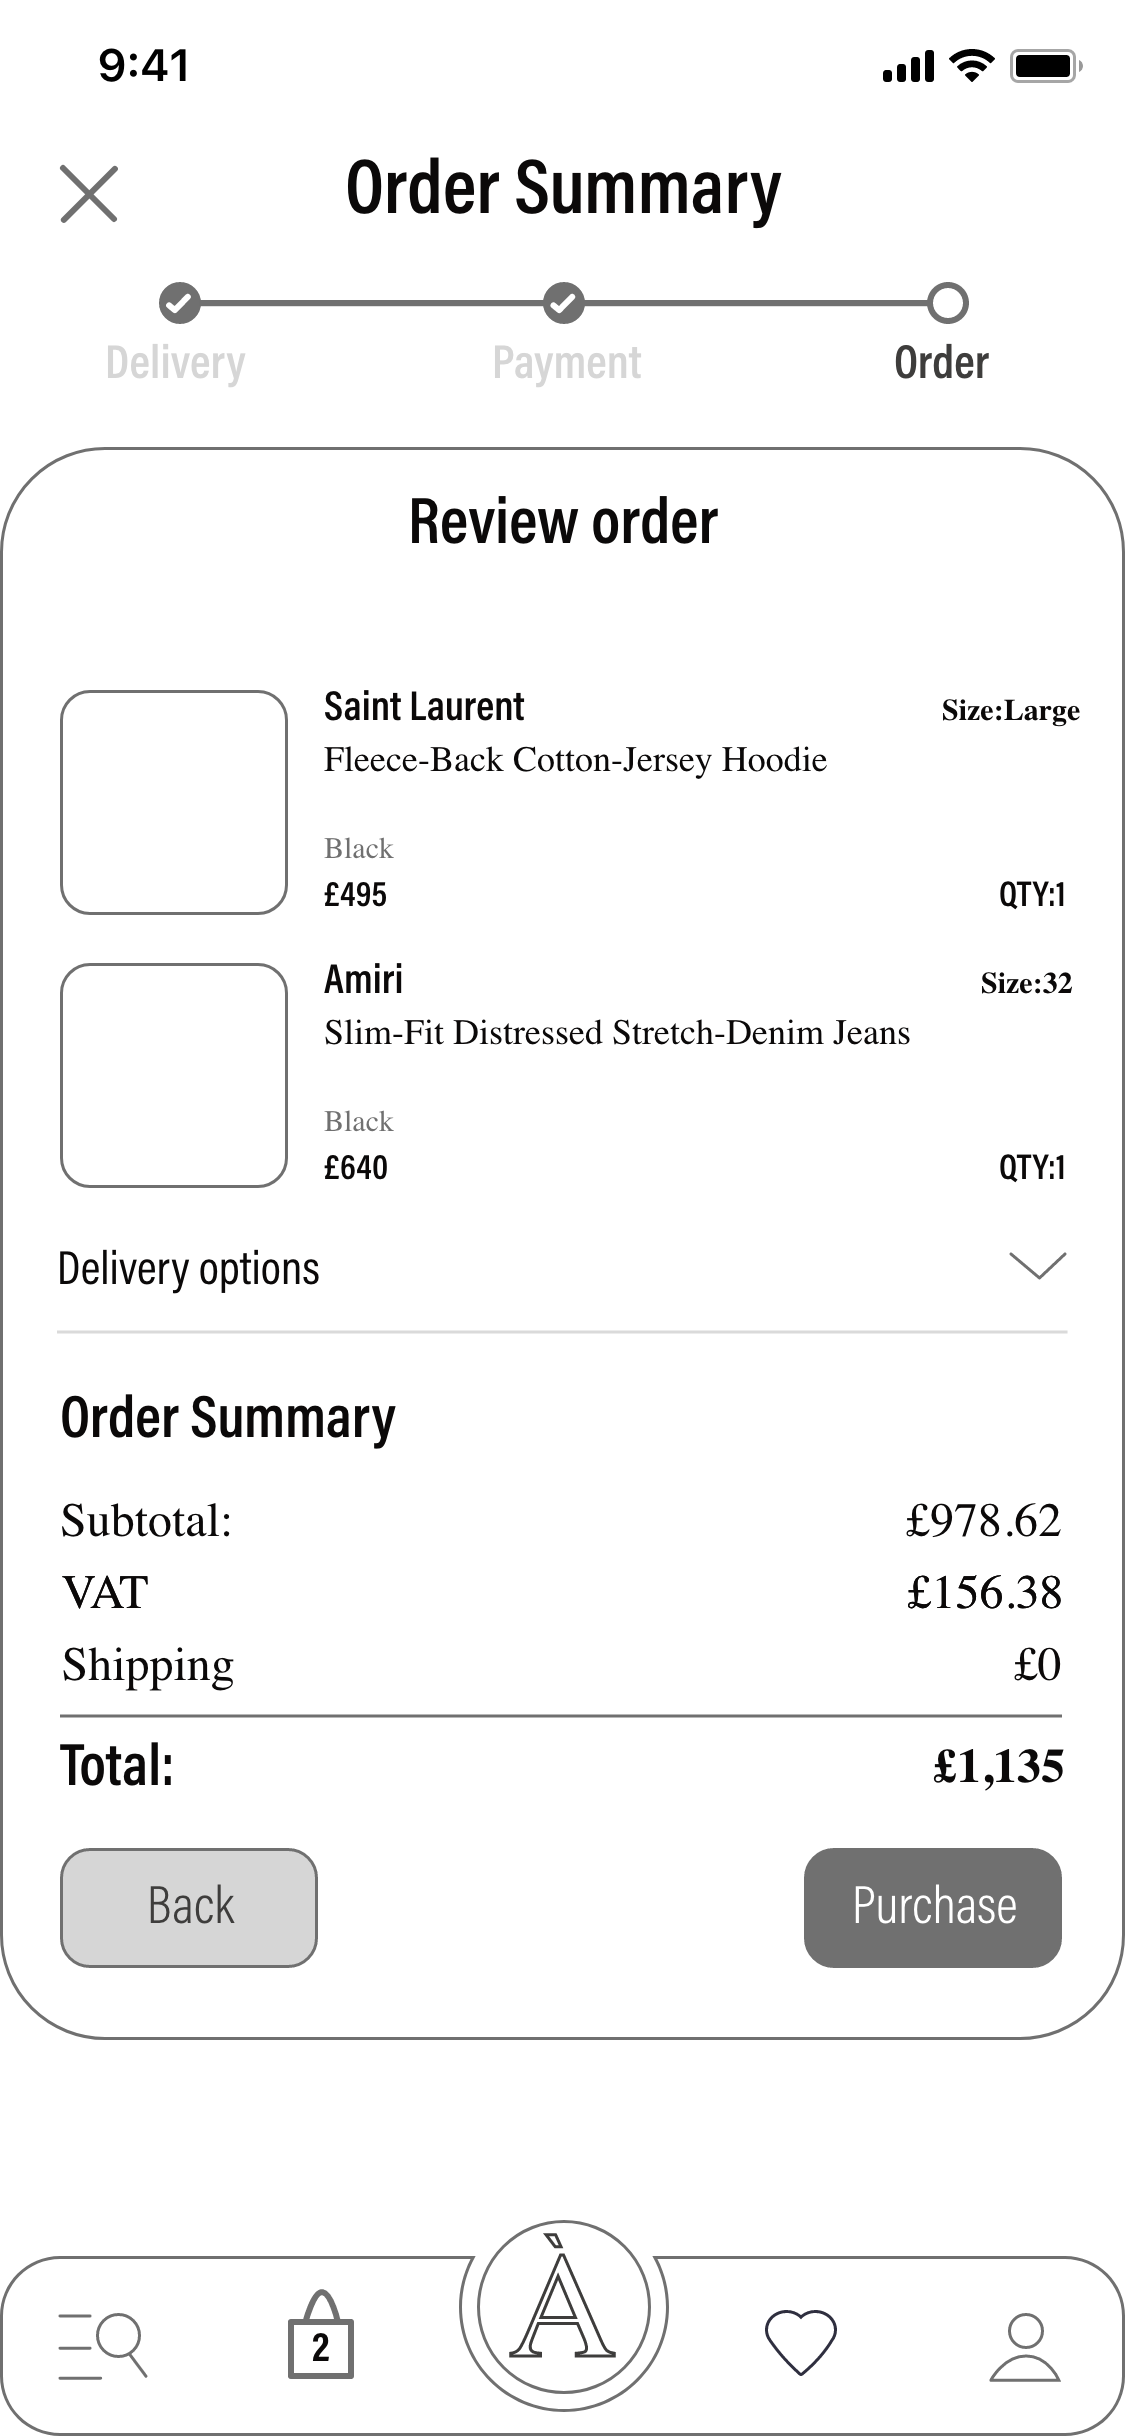 9:41
Order Summary
Delivery Payment Order
Review order
Saint Laurent Size:Large
Fleece-Back Cotton-Jersey Hoodie
Black
£495 QTY:1
Amiri Size:32
Slim-Fit Distressed Stretch-Denim Jeans
Black
£640 QTY:1
Delivery options
Order Summary
Subtotal: £978.62
VAT £156.38
Shipping £0
Total: £1,135
Back Purchase
À
2